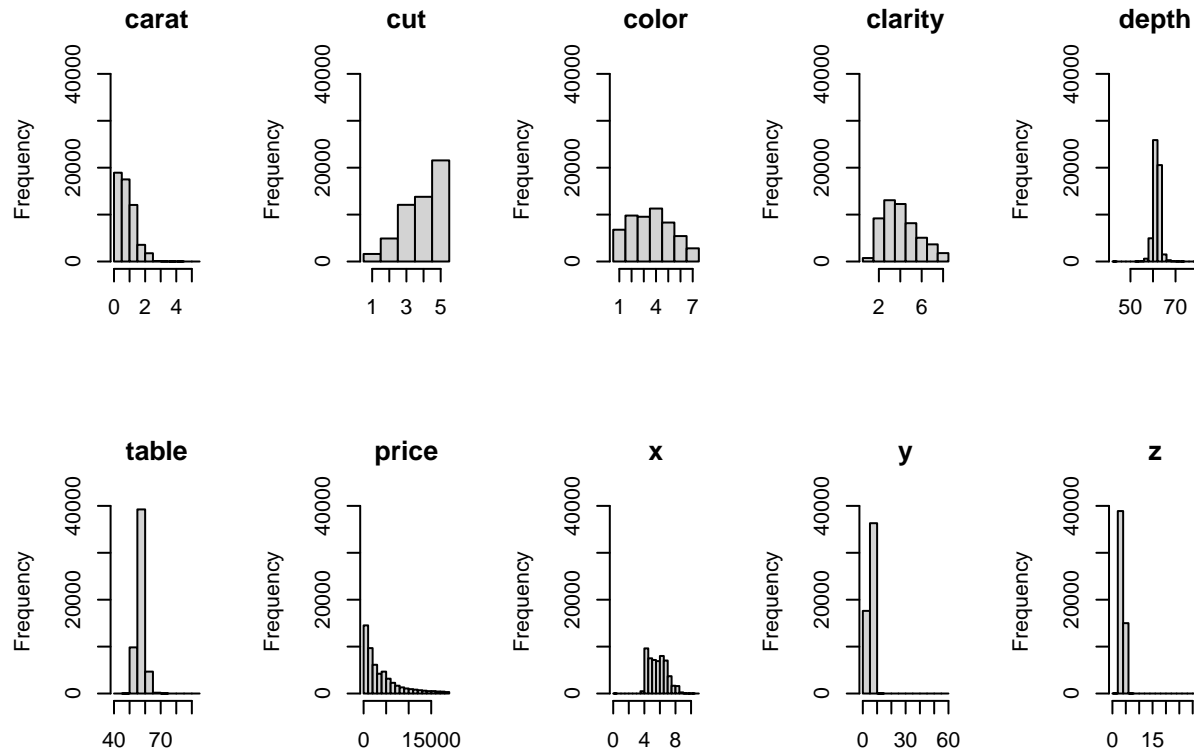 carat
Frequency
0 20000 40000
0 2 4
cut
Frequency
0 20000 40000
1 3 5
color
Frequency
0 20000 40000
1 4 7
clarity
Frequency
0 20000 40000
2 6
depth
Frequency
0 20000 40000
50 70
table
Frequency
0 20000 40000
40 70
price
Frequency
0 20000 40000
0 15000
x
Frequency
0 20000 40000
0 4 8
y
Frequency
0 20000 40000
0 60
z
Frequency
0 20000 40000
0 15